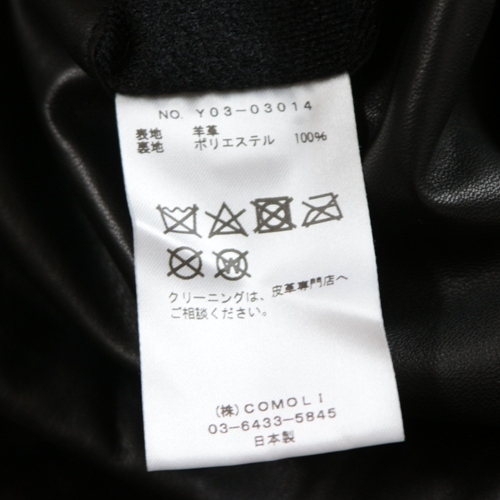 NO. Y03-03014
表地 羊革
裏地 ポリエステル 100%
クリーニングは、皮革専門店へ
ご相談ください。
(株)COMOLI
03-6433-5845
日本製